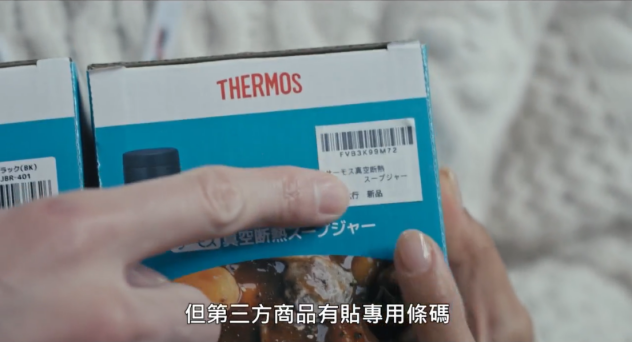 THERMOS
ラック(BK)
JBR-401
FVB3K99M72
ーモス真空断熱
スープジャー
新品
真空断熱スープジャー
但第三方商品有貼專用條碼